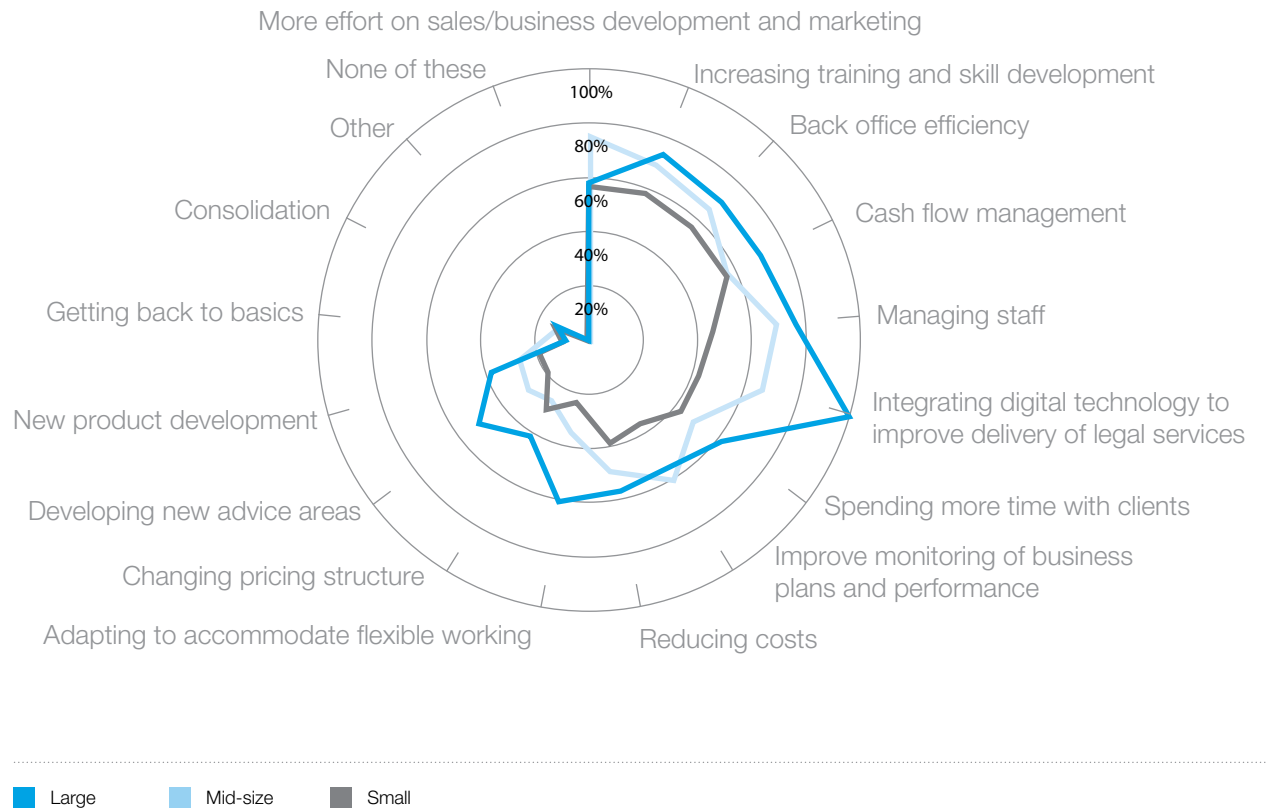 More effort on sales/business development and marketing
None of these
Increasing training and skill development
100%
Other
Back office efficiency
80%
Consolidation
60%
Cash flow management
40%
Getting back to basics
20%
Managing staff
New product development
Integrating digital technology to
improve delivery of legal services
Developing new advice areas
Spending more time with clients
Changing pricing structure
Improve monitoring of business
plans and performance
Adapting to accommodate flexible working
Reducing costs
Large
Mid-size
Small